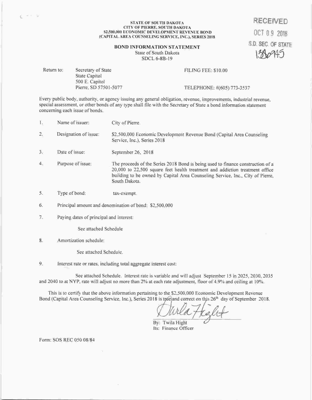 STATE OF SOUTH DAKOTA
CITY OF PIERRE, SOUTH DAKOTA
$2,500,000 ECONOMIC DEVELOPMENT REVENUE BOND
(CAPITAL AREA COUNSELING SERVICE, INC.), SERIES 2018
RECEIVED
OCT 09 2018
S.D. SEC OF STATE
BOND INFORMATION STATEMENT
State of South Dakota
SDCL 6-8B-19
Return to: Secretary of State FILING FEE: $10.00
State Capitol
500 E. Capitol
Pierre, SD 57501-5077 TELEPHONE: #(605) 773-3537
Every public body, authority, or agency issuing any general obligation, revenue, improvements, industrial revenue,
special assessment, or other bonds of any type shall file with the Secretary of State a bond information statement
concerning each issue of bonds.
1. Name of issuer: City of Pierre.
2. Designation of issue: $2,500,000 Economic Development Revenue Bond (Capital Area Counseling
Service, Inc.), Series 2018
3. Date of issue: September 26, 2018
4. Purpose of issue: The proceeds of the Series 2018 Bond is being used to finance construction of a
20,000 to 22,500 square foot health treatment and addiction treatment office
building to be owned by Capital Area Counseling Service, Inc., City of Pierre,
South Dakota.
5. Type of bond: tax-exempt.
6. Principal amount and denomination of bond: $2,500,000
7. Paying dates of principal and interest:
See attached Schedule
8. Amortization schedule:
See attached Schedule.
9. Interest rate or rates, including total aggregate interest cost:
See attached Schedule. Interest rate is variable and will adjust September 15 in 2025, 2030, 2035
and 2040 to at NYP, rate will adjust no more than 2% at each rate adjustment, floor of 4.9% and ceiling at 10%.
This is to certify that the above information pertaining to the $2,500,000 Economic Development Revenue
Bond (Capital Area Counseling Service, Inc.), Series 2018 is true and correct on this 26th day of September 2018.
Twila Hight
By: Twila Hight
Its: Finance Officer
Form: SOS REC 050 08/84